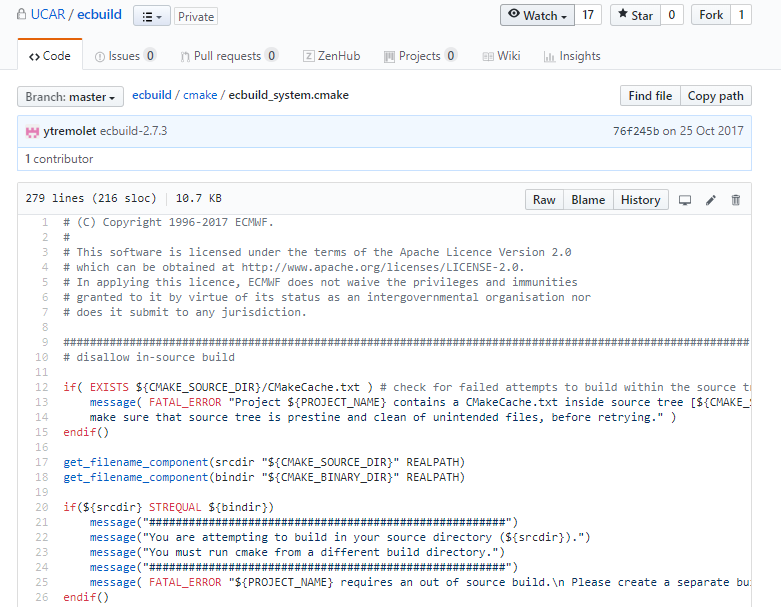 UCAR / ecbuild Private Watch 17 Star 0 Fork 1
Code Issues 0 Pull requests 0 ZenHub Projects 0 Wiki Insights
Branch: master ecbuild / cmake / ecbuild_system.cmake Find file Copy path
ytremolet ecbuild-2.7.3 76f245b on 25 Oct 2017
1 contributor
279 lines (216 sloc) 10.7 KB Raw Blame History
1 # (C) Copyright 1996-2017 ECMWF.
2 #
3 # This software is licensed under the terms of the Apache Licence Version 2.0
4 # which can be obtained at http://www.apache.org/licenses/LICENSE-2.0.
5 # In applying this licence, ECMWF does not waive the privileges and immunities
6 # granted to it by virtue of its status as an intergovernmental organisation nor
7 # does it submit to any jurisdiction.
8
9 ########################################################################################################
10 # disallow in-source build
11
12 if( EXISTS ${CMAKE_SOURCE_DIR}/CMakeCache.txt ) # check for failed attempts to build within the source t
13 message( FATAL_ERROR "Project ${PROJECT_NAME} contains a CMakeCache.txt inside source tree [${CMAKE_S
14 make sure that source tree is prestine and clean of unintended files, before retrying." )
15 endif()
16
17 get_filename_component(srcdir "${CMAKE_SOURCE_DIR}" REALPATH)
18 get_filename_component(bindir "${CMAKE_BINARY_DIR}" REALPATH)
19
20 if(${srcdir} STREQUAL ${bindir})
21 message("######################################################")
22 message("You are attempting to build in your source directory (${srcdir}).")
23 message("You must run cmake from a different build directory.")
24 message("######################################################")
25 message( FATAL_ERROR "${PROJECT_NAME} requires an out of source build.\n Please create a separate bu
26 endif()